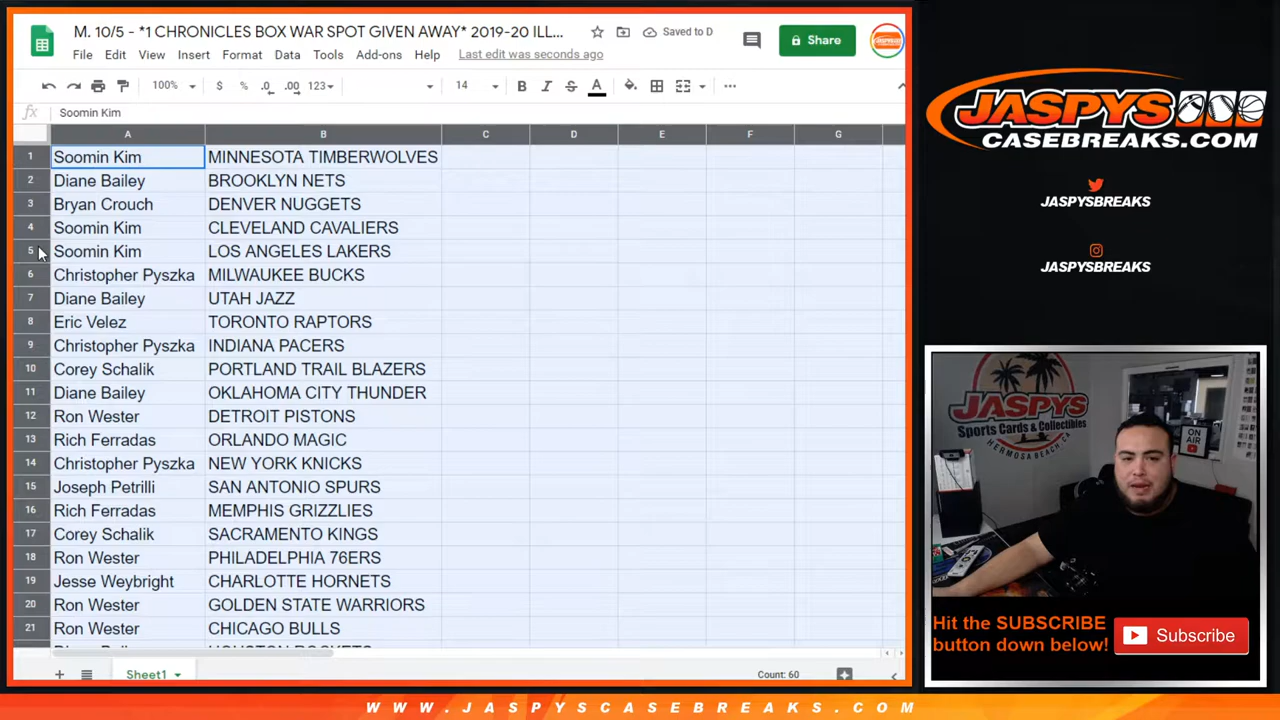 M. 10/5 - *1 CHRONICLES BOX WAR SPOT GIVEN AWAY* 2019-20 ILL...
Saved to D
Share
File Edit View Insert Format Data Tools Add-ons Help Last edit was seconds ago
100% $ % .0 .00 123 14 B I S A
fx Soomin Kim
A B C D E F G
1 Soomin Kim MINNESOTA TIMBERWOLVES
2 Diane Bailey BROOKLYN NETS
3 Bryan Crouch DENVER NUGGETS
4 Soomin Kim CLEVELAND CAVALIERS
5 Soomin Kim LOS ANGELES LAKERS
6 Christopher Pyszka MILWAUKEE BUCKS
7 Diane Bailey UTAH JAZZ
8 Eric Velez TORONTO RAPTORS
9 Christopher Pyszka INDIANA PACERS
10 Corey Schalik PORTLAND TRAIL BLAZERS
11 Diane Bailey OKLAHOMA CITY THUNDER
12 Ron Wester DETROIT PISTONS
13 Rich Ferradas ORLANDO MAGIC
14 Christopher Pyszka NEW YORK KNICKS
15 Joseph Petrilli SAN ANTONIO SPURS
16 Rich Ferradas MEMPHIS GRIZZLIES
17 Corey Schalik SACRAMENTO KINGS
18 Ron Wester PHILADELPHIA 76ERS
19 Jesse Weybright CHARLOTTE HORNETS
20 Ron Wester GOLDEN STATE WARRIORS
21 Ron Wester CHICAGO BULLS
Sheet1
Count: 60
JASPYS
CASEBREAKS.COM
JASPYSBREAKS
JASPYSBREAKS
JASPYS
Sports Cards & Collectibles
HERMOSA BEACH, CA
ON AIR
Hit the SUBSCRIBE
button down below!
Subscribe
WWW.JASPYSCASEBREAKS.COM